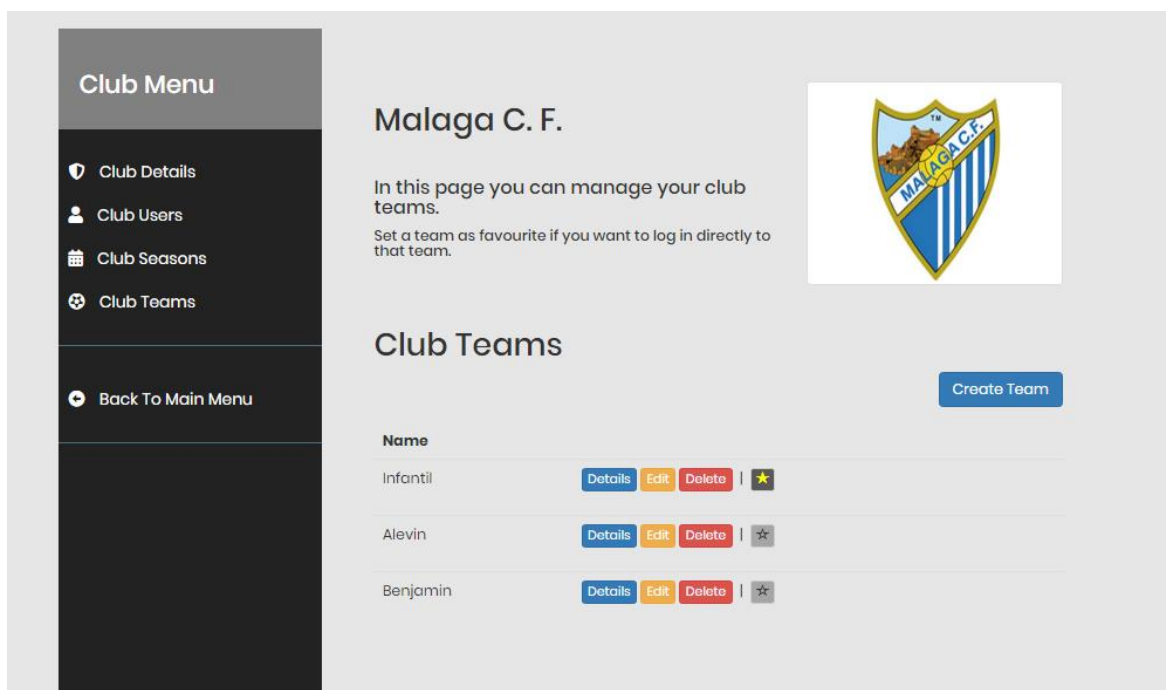 Club Menu
Club Details
Club Users
Club Seasons
Club Teams
Back To Main Menu
Malaga C. F.
In this page you can manage your club
teams.
Set a team as favourite if you want to log in directly to
that team.
TM
MALAGA C.F.
Club Teams
Create Team
Name
Infantil Details Edit Delete |
Alevin Details Edit Delete |
Benjamin Details Edit Delete |